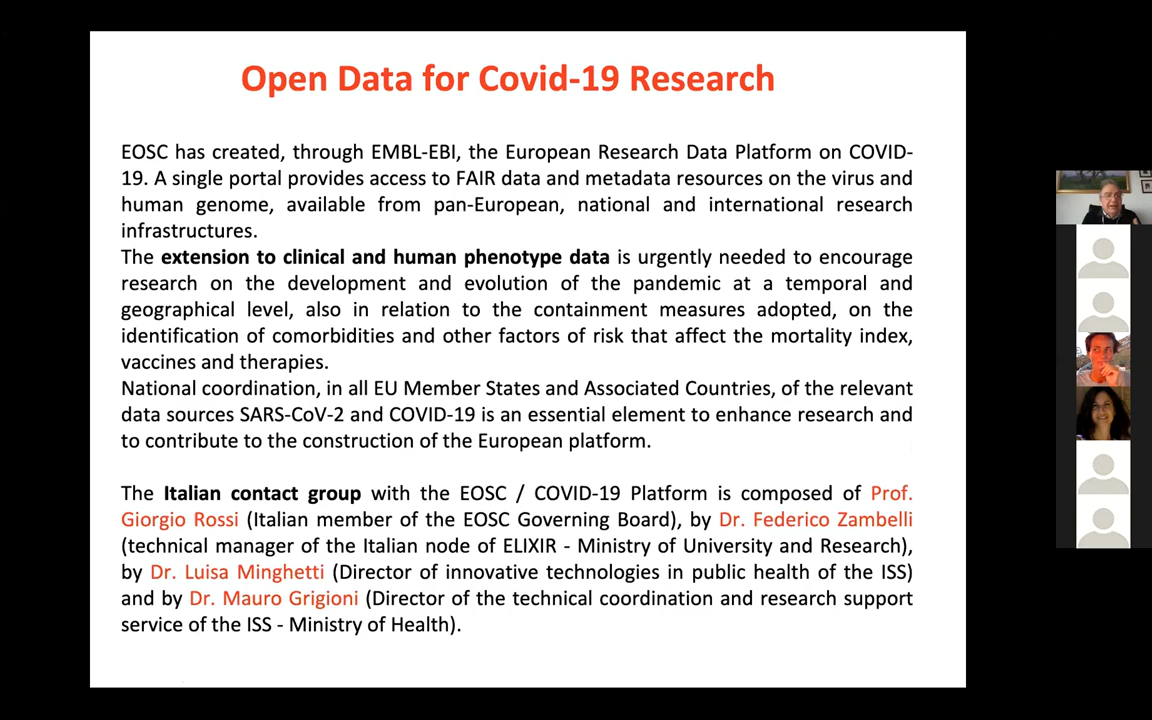 Open Data for Covid-19 Research
EOSC has created, through EMBL-EBI, the European Research Data Platform on COVID-
19. A single portal provides access to FAIR data and metadata resources on the virus and
human genome, available from pan-European, national and international research
infrastructures.
The extension to clinical and human phenotype data is urgently needed to encourage
research on the development and evolution of the pandemic at a temporal and
geographical level, also in relation to the containment measures adopted, on the
identification of comorbidities and other factors of risk that affect the mortality index,
vaccines and therapies.
National coordination, in all EU Member States and Associated Countries, of the relevant
data sources SARS-CoV-2 and COVID-19 is an essential element to enhance research and
to contribute to the construction of the European platform.
The Italian contact group with the EOSC / COVID-19 Platform is composed of Prof.
Giorgio Rossi (Italian member of the EOSC Governing Board), by Dr. Federico Zambelli
(technical manager of the Italian node of ELIXIR - Ministry of University and Research),
by Dr. Luisa Minghetti (Director of innovative technologies in public health of the ISS)
and by Dr. Mauro Grigioni (Director of the technical coordination and research support
service of the ISS - Ministry of Health).